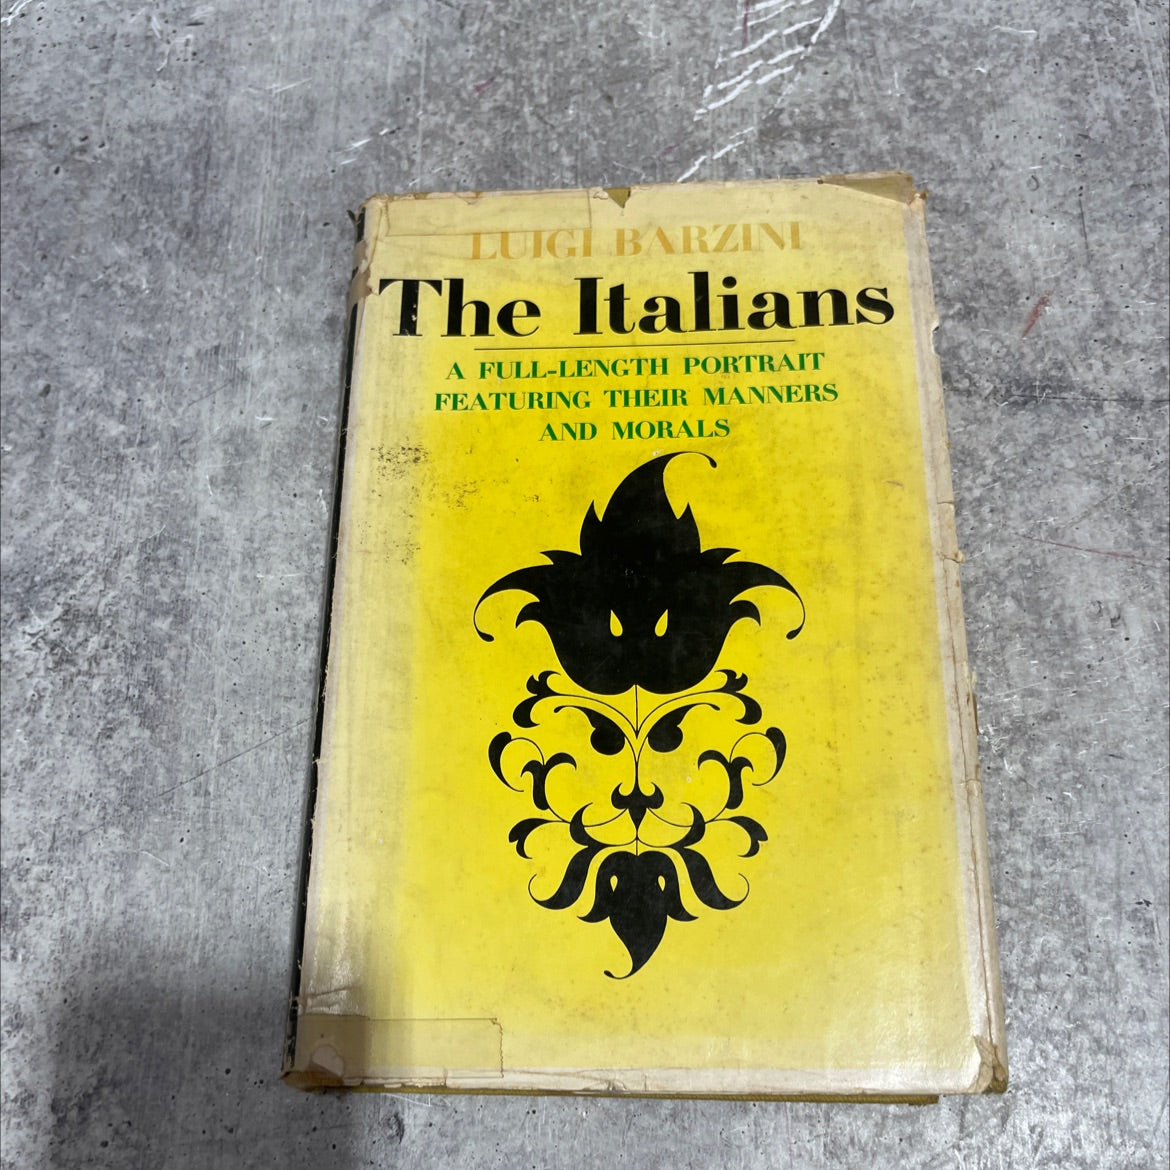 LUIGI BARZINI
The Italians
A FULL-LENGTH PORTRAIT
FEATURING THEIR MANNERS
AND MORALS